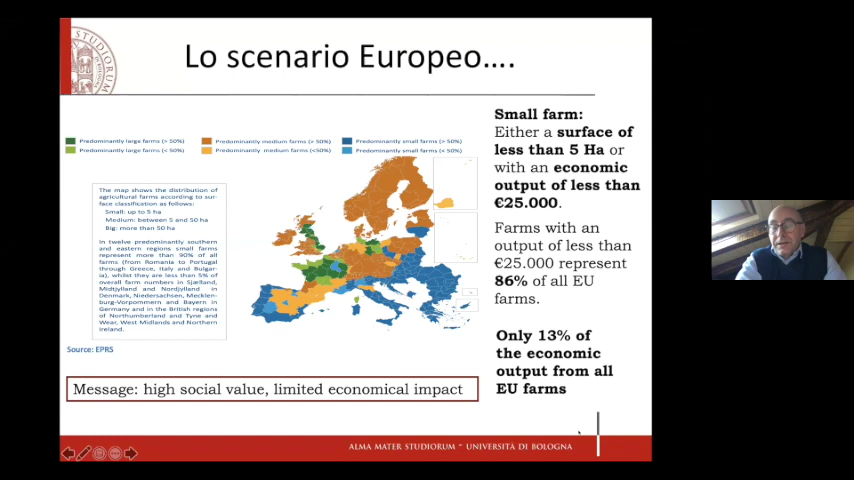 Lo scenario Europeo....
Predominantly large farms (> 50%)
Predominantly medium farms (> 50%)
Predominantly small farms (> 50%)
Predominantly large farms (< 50%)
Predominantly medium farms (<50%)
Predominantly small farms (< 50%)
The map shows the distribution of
agricultural farms according to sur-
face classification as follows:
Small: up to 5 ha
Medium: between 5 and 50 ha
Big: more than 50 ha
In twelve predominantly southern
and eastern regions small farms
represent more than 90% of all
farms (from Romania to Portugal
through Greece, Italy and Bulgar-
ia), whilst they are less than 5% of
overall farm numbers in Sjælland,
Midtjylland and Nordjylland in
Denmark, Niedersachsen, Mecklen-
burg-Vorpommern and Bayern in
Germany and in the British regions
of Northumberland and Tyne and
Wear, West Midlands and Northern
Ireland.
Source: EPRS
Message: high social value, limited economical impact
Small farm:
Either a surface of
less than 5 Ha or
with an economic
output of less than
€25.000.
Farms with an
output of less than
€25.000 represent
86% of all EU
farms.
Only 13% of
the economic
output from all
EU farms
ALMA MATER STUDIORUM ~ UNIVERSITÀ DI BOLOGNA